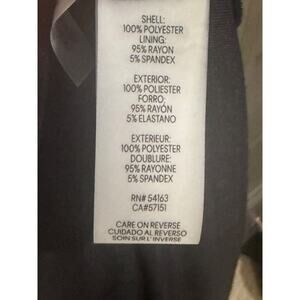 SHELL:
100% POLYESTER
LINING:
95% RAYON
5% SPANDEX
EXTERIOR:
100% POLIESTER
FORRO;
95% RAYÓN
5% ELASTANO
EXTERIEUR:
100% POLYESTER
DOUBLURE:
95% RAYONNE
5% SPANDEX
RN# 54163
CA#57151
CARE ON REVERSE
CUIDADO AL REVERSO
SOIN SUR L'INVERSE